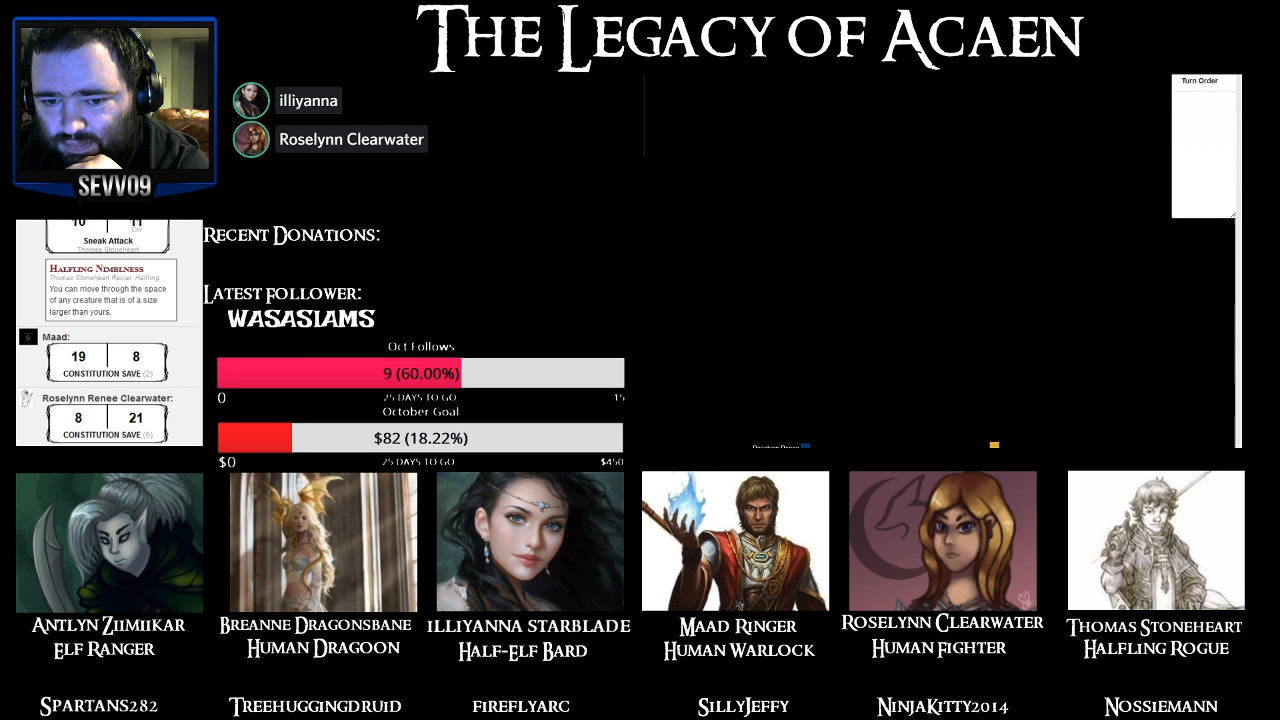 The Legacy of Acaen
illiyanna
Roselynn Clearwater
Turn Order
SEVV09
Recent Donations:
Latest Follower:
WASASIAMS
10 11
Crit
Sneak Attack
Thomas Stoneheart
Halfling Nimblness
Thomas Stoneheart Racial: Halfling
You can move through the space
of any creature that is of a size
larger than yours.
Maad:
19 8
CONSTITUTION SAVE (2)
Roselynn Renee Clearwater:
8 21
CONSTITUTION SAVE (6)
Oct Follows
9 (60.00%)
0 25 DAYS TO GO 15
October Goal
$82 (18.22%)
$0 25 DAYS TO GO $450
Antlyn Ziimiikar
Elf Ranger
Breanne Dragonsbane
Human Dragoon
illiyanna Starblade
Half-Elf Bard
Maad Ringer
Human Warlock
Roselynn Clearwater
Human Fighter
Thomas Stoneheart
Halfling Rogue
Spartans282
Treehuggingdruid
fireflyarc
SillyJeffy
NinjaKitty2014
Nossiemann